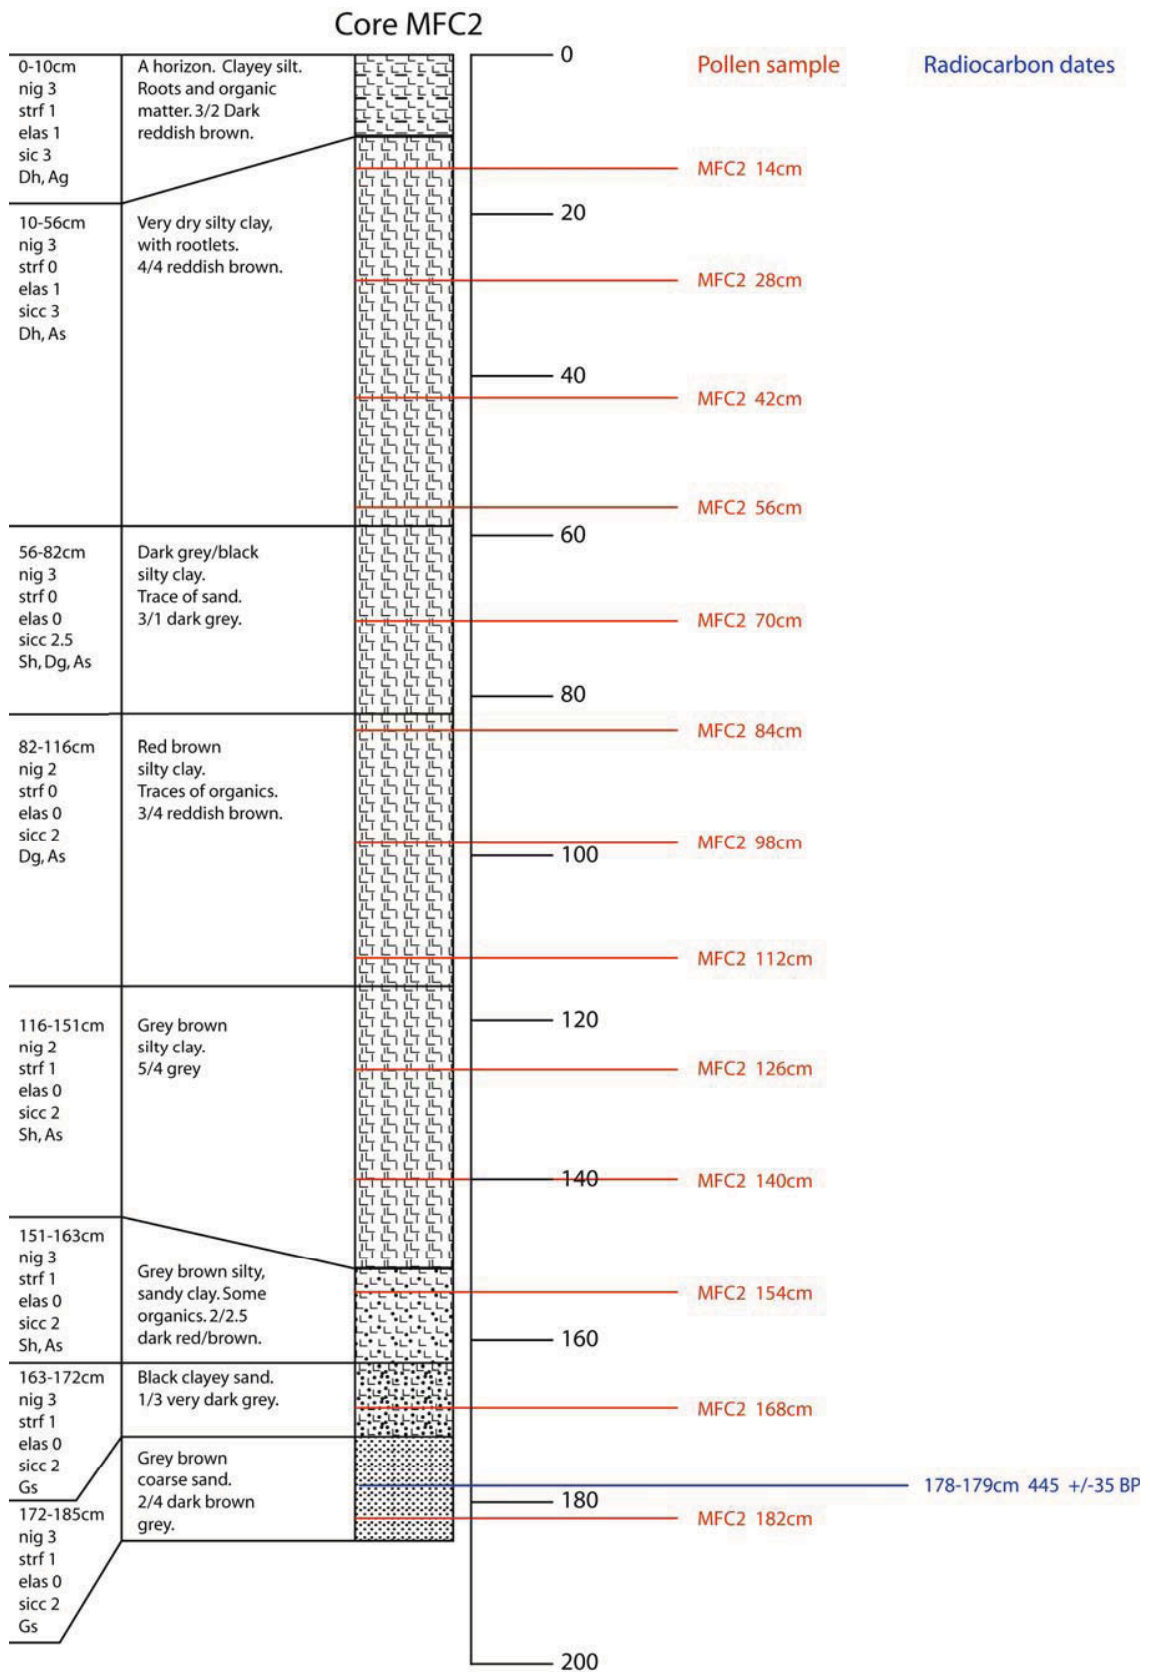 Core MFC2
Pollen sample
Radiocarbon dates
0-10cm
nig 3
strf 1
elas 1
sic 3
Dh, Ag
A horizon. Clayey silt.
Roots and organic
matter. 3/2 Dark
reddish brown.
10-56cm
nig 3
strf 0
elas 1
sicc 3
Dh, As
Very dry silty clay,
with rootlets.
4/4 reddish brown.
56-82cm
nig 3
strf 0
elas 0
sicc 2.5
Sh, Dg, As
Dark grey/black
silty clay.
Trace of sand.
3/1 dark grey.
82-116cm
nig 2
strf 0
elas 0
sicc 2
Dg, As
Red brown
silty clay.
Traces of organics.
3/4 reddish brown.
116-151cm
nig 2
strf 1
elas 0
sicc 2
Sh, As
Grey brown
silty clay.
5/4 grey
151-163cm
nig 3
strf 1
elas 0
sicc 2
Sh, As
Grey brown silty,
sandy clay. Some
organics. 2/2.5
dark red/brown.
163-172cm
nig 3
strf 1
elas 0
sicc 2
Gs
Black clayey sand.
1/3 very dark grey.
172-185cm
nig 3
strf 1
elas 0
sicc 2
Gs
Grey brown
coarse sand.
2/4 dark brown
grey.
0
20
40
60
80
100
120
140
160
180
200
MFC2 14cm
MFC2 28cm
MFC2 42cm
MFC2 56cm
MFC2 70cm
MFC2 84cm
MFC2 98cm
MFC2 112cm
MFC2 126cm
MFC2 140cm
MFC2 154cm
MFC2 168cm
MFC2 182cm
178-179cm 445 +/-35 BP